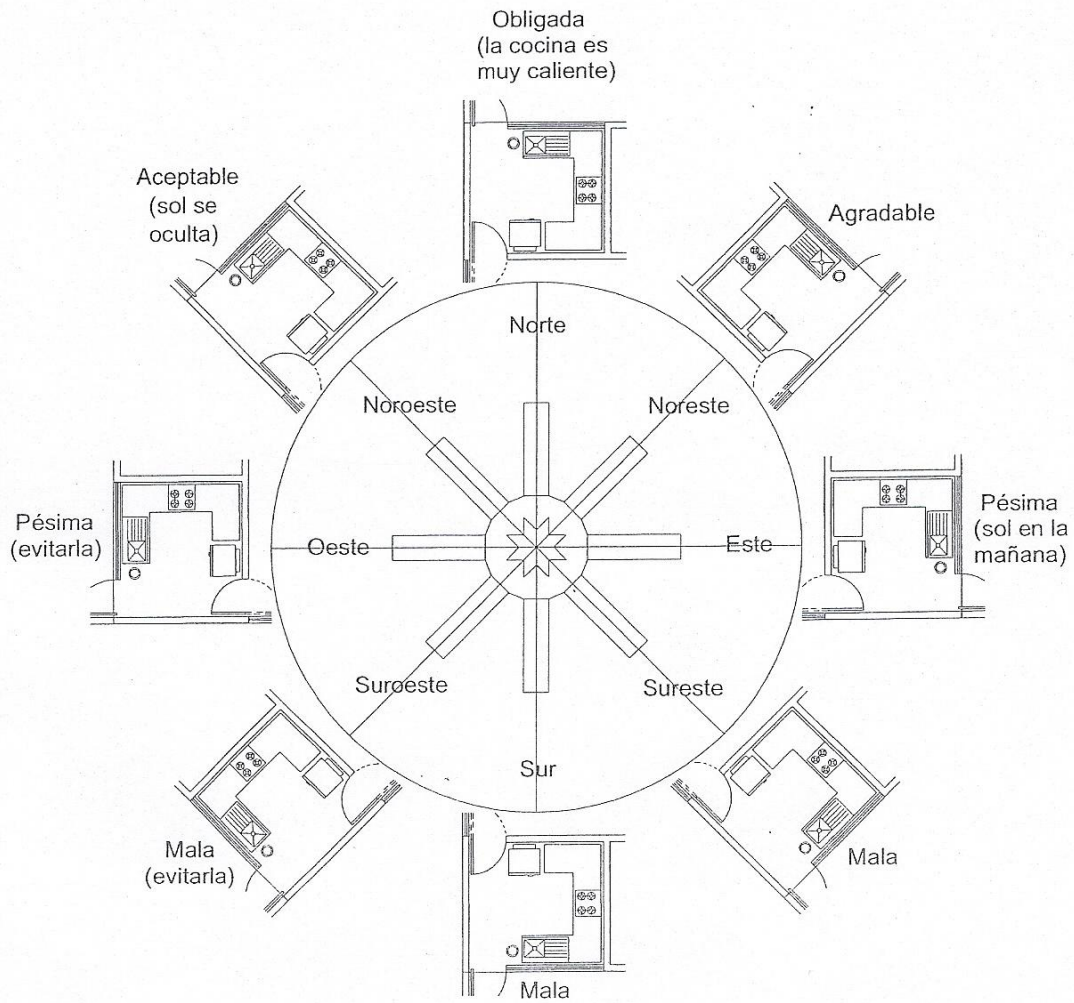 Obligada
(la cocina es
muy caliente)
Aceptable
(sol se
oculta)
Agradable
Norte
Noroeste
Noreste
Pésima
(evitarla)
Oeste
Este
Pésima
(sol en la
mañana)
Suroeste
Sureste
Sur
Mala
(evitarla)
Mala
Mala